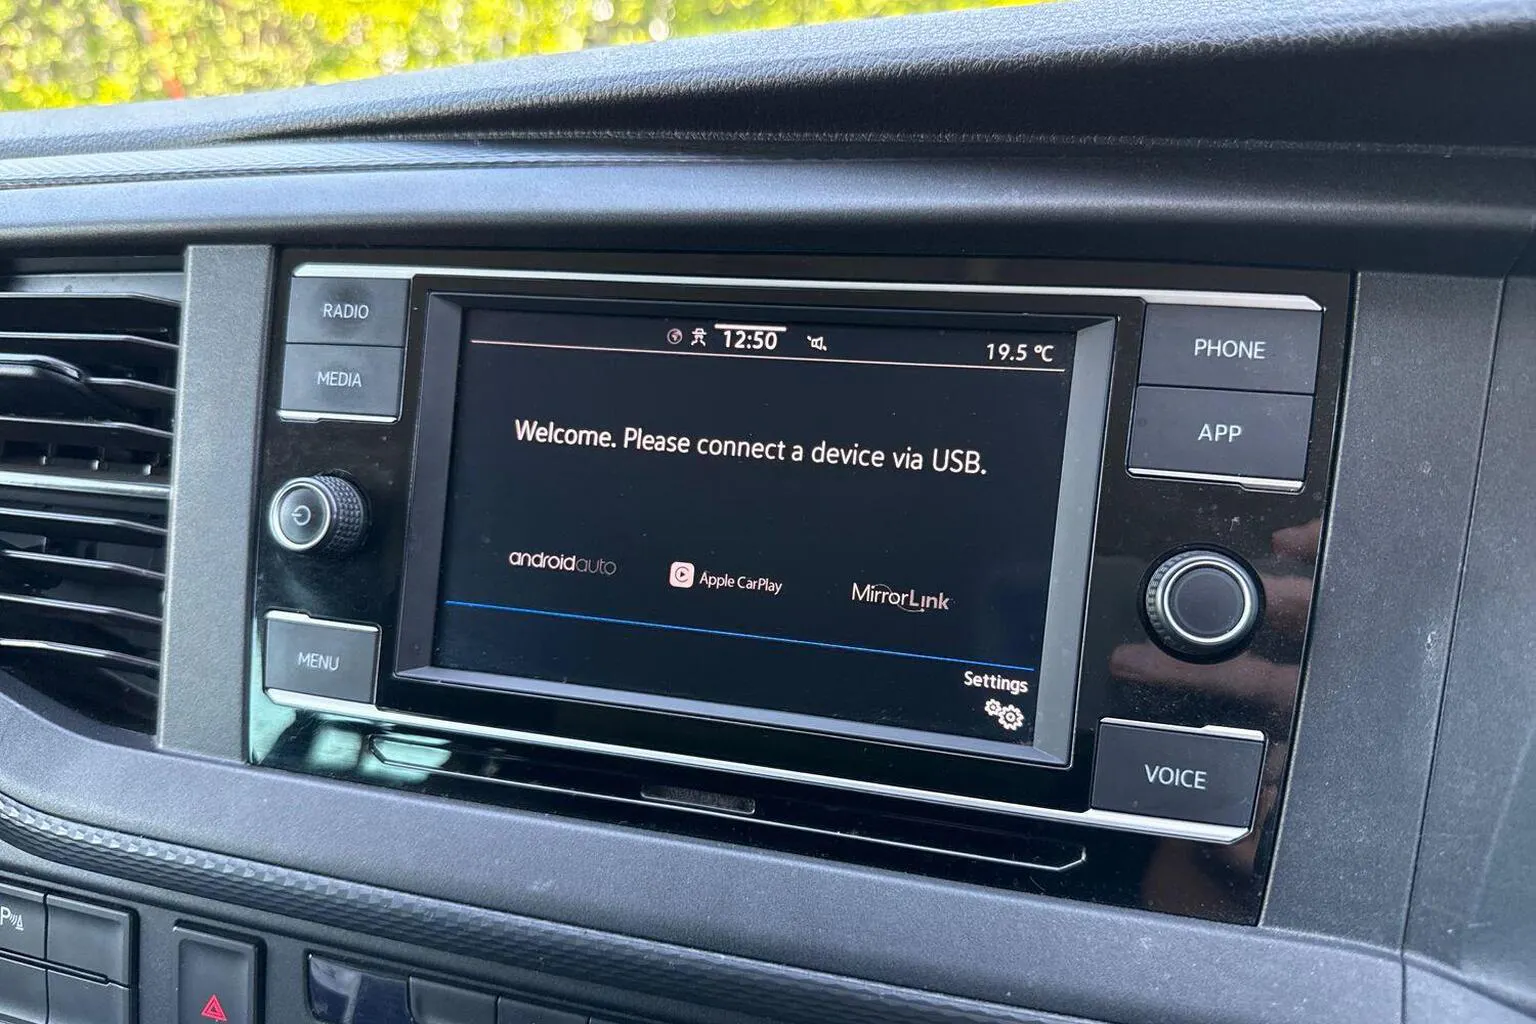 RADIO
MEDIA
MENU
12:50
19.5 °C
Welcome. Please connect a device via USB.
androidauto
Apple CarPlay
MirrorLink
Settings
PHONE
APP
VOICE
P